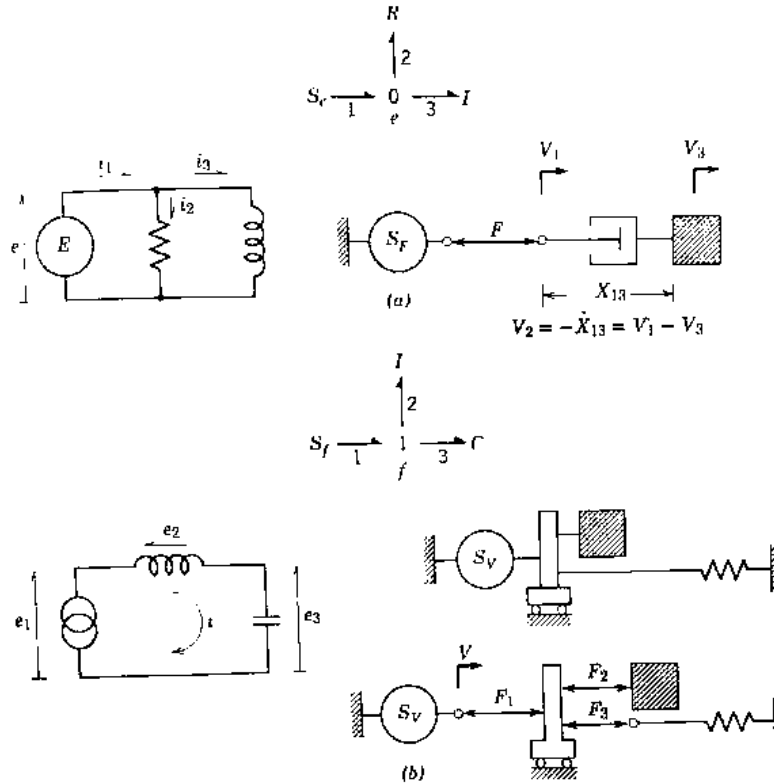 R
2
S_e 1 0 3 I
e
i_1 i_3
i_2
e E
V_1 V_3
S_F F
(a)
X_13
V_2 = -Ẋ_13 = V_1 - V_3
I
2
S_f 1 1 3 C
f
e_2
e_1 i e_3
S_V
V
S_V F_1 F_2
F_3
(b)